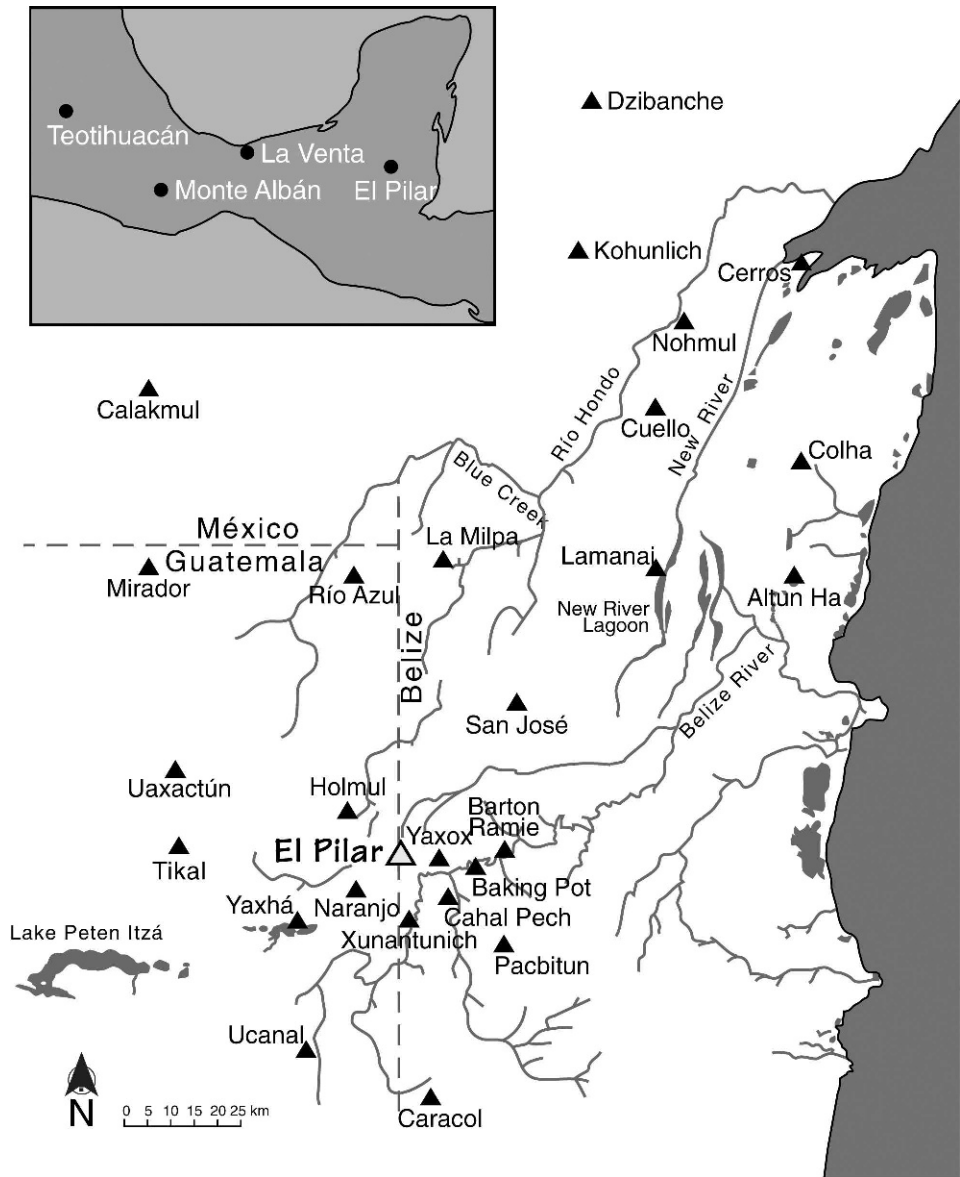 Teotihuacán
La Venta
Monte Albán
El Pilar
Dzibanche
Kohunlich
Cerros
Nohmul
Calakmul
Río Hondo
New River
Cuello
Colha
Blue Creek
México
Guatemala
La Milpa
Mirador
Río Azul
Lamanai
Altun Ha
New River
Lagoon
Belize
San José
Belize River
Uaxactún
Holmul
Barton
Ramie
Yaxox
El Pilar
Tikal
Baking Pot
Yaxhá
Naranjo
Cahal Pech
Lake Peten Itzá
Xunantunich
Pacbitun
Ucanal
N
0 5 10 15 20 25 km
Caracol